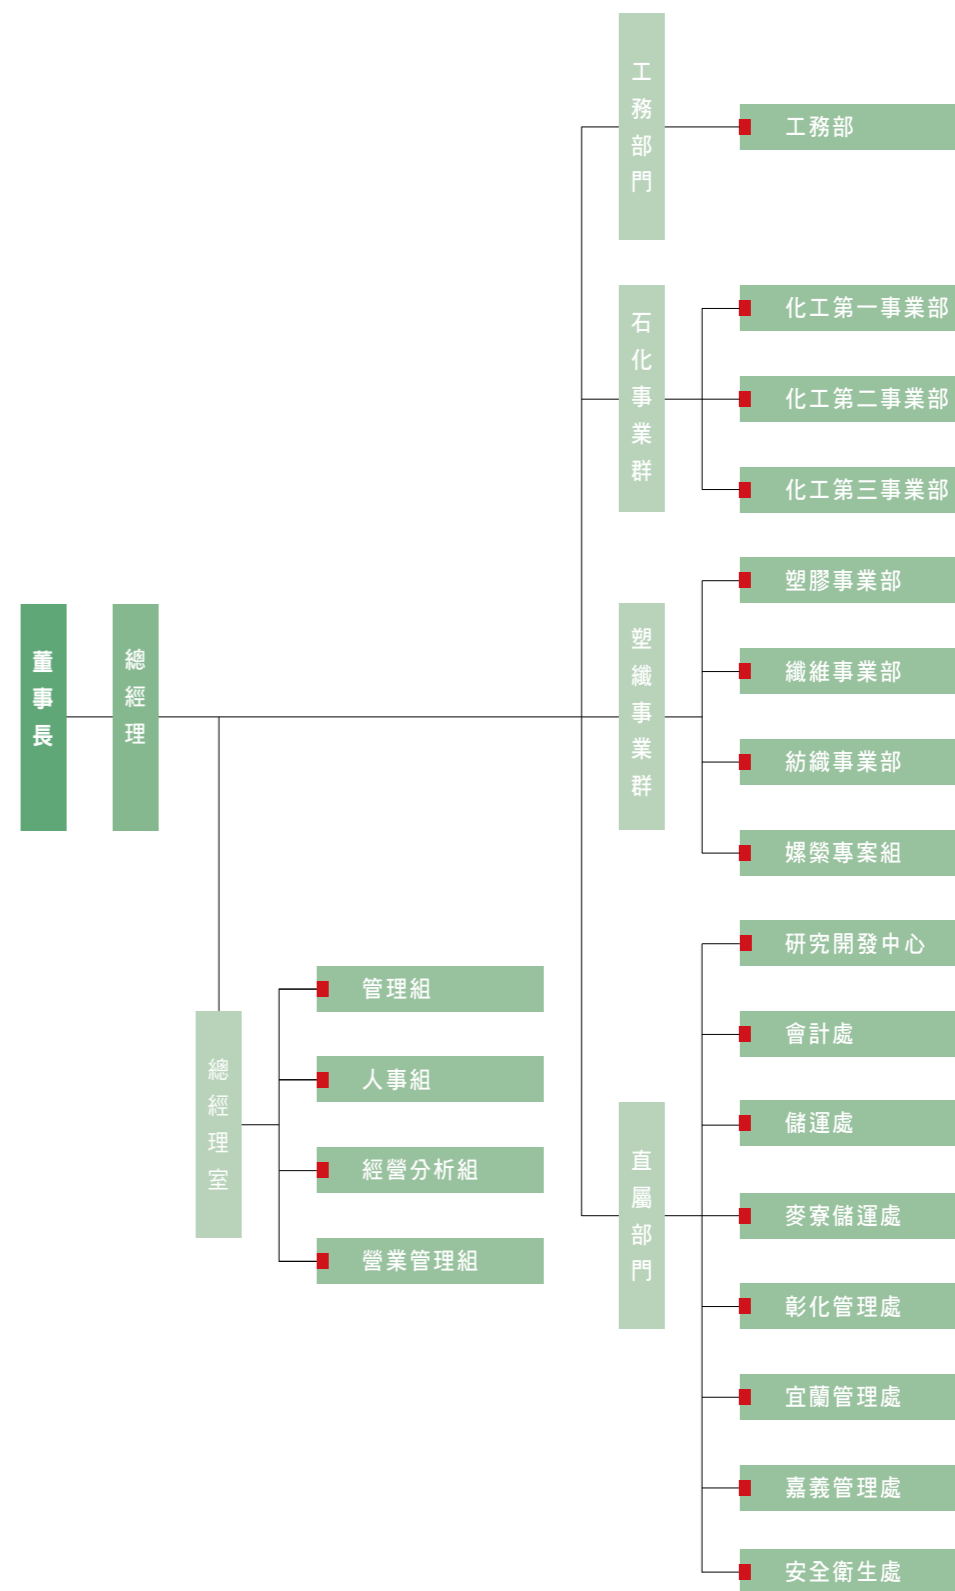 董事長
總經理
工務部門
工務部
石化事業群
化工第一事業部
化工第二事業部
化工第三事業部
塑纖事業群
塑膠事業部
纖維事業部
紡織事業部
嫘縈專案組
總經理室
管理組
人事組
經營分析組
營業管理組
直屬部門
研究開發中心
會計處
儲運處
麥寮儲運處
彰化管理處
宜蘭管理處
嘉義管理處
安全衛生處